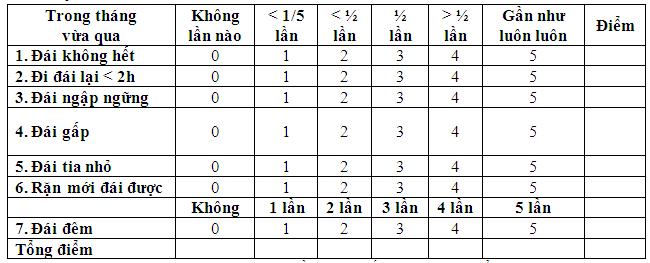 Trong tháng vừa qua Không lần nào < 1/5 lần < ½ lần ½ lần > ½ lần Gần như luôn luôn Điểm
1. Đái không hết 0 1 2 3 4 5
2. Đi đái lại < 2h 0 1 2 3 4 5
3. Đái ngập ngừng 0 1 2 3 4 5
4. Đái gấp 0 1 2 3 4 5
5. Đái tia nhỏ 0 1 2 3 4 5
6. Rặn mới đái được 0 1 2 3 4 5
Không 1 lần 2 lần 3 lần 4 lần 5 lần
7. Đái đêm 0 1 2 3 4 5
Tổng điểm